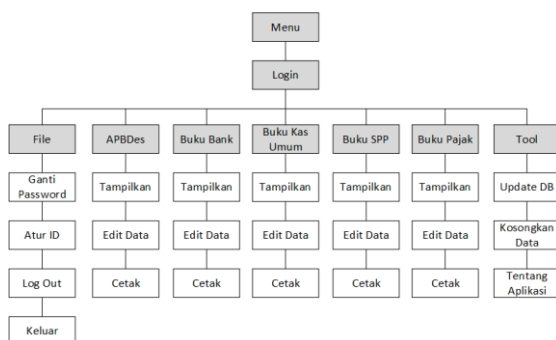 Menu
Login
File
APBDes
Buku Bank
Buku Kas
Umum
Buku SPP
Buku Pajak
Tool
Ganti
Password
Tampilkan
Tampilkan
Tampilkan
Tampilkan
Tampilkan
Update DB
Atur ID
Edit Data
Edit Data
Edit Data
Edit Data
Edit Data
Kosongkan
Data
Log Out
Cetak
Cetak
Cetak
Cetak
Cetak
Tentang
Aplikasi
Keluar